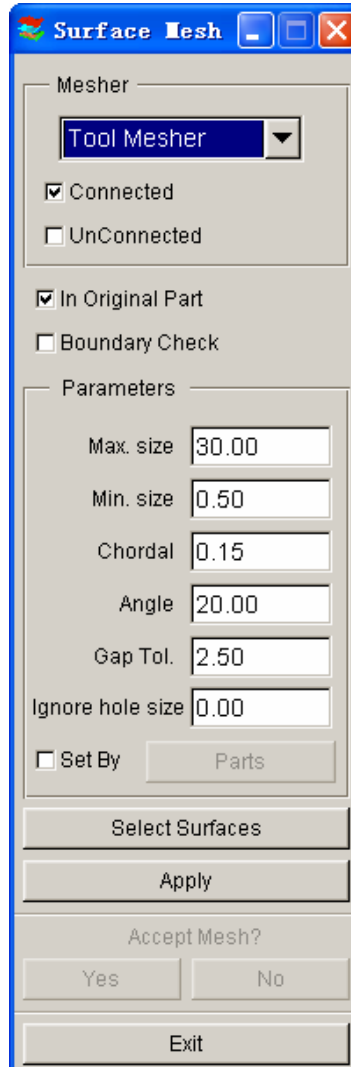 Surface Mesh
Mesher
Tool Mesher
Connected
UnConnected
In Original Part
Boundary Check
Parameters
Max. size 30.00
Min. size 0.50
Chordal 0.15
Angle 20.00
Gap Tol. 2.50
Ignore hole size 0.00
Set By Parts
Select Surfaces
Apply
Accept Mesh?
Yes No
Exit